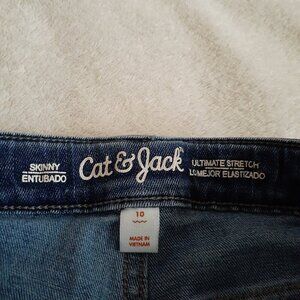 SKINNY
ENTUBADO
Cat & Jack
ULTIMATE STRETCH
LO MEJOR ELASTIZADO
10
MADE IN
VIETNAM